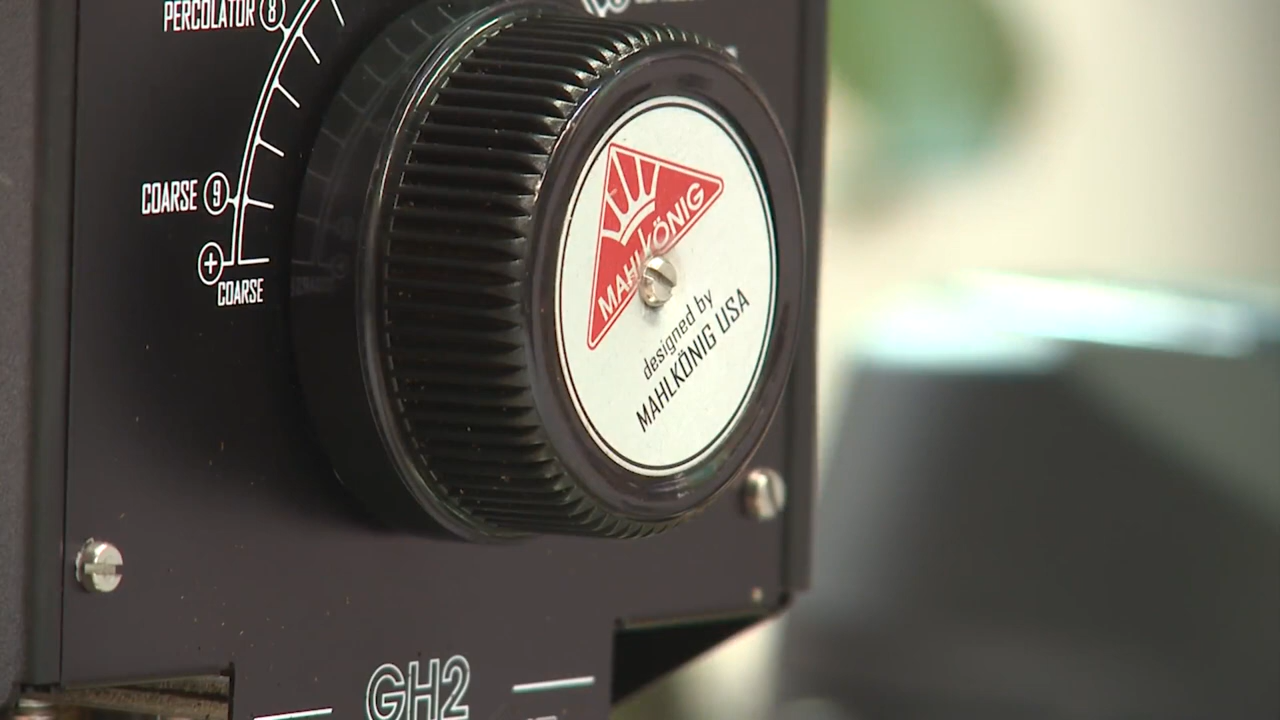 PERCOLATOR 8
COARSE 9
+
COARSE
MAHLKÖNIG
designed by
MAHLKÖNIG USA
GH2